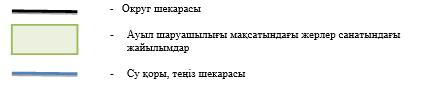 - Округ шекарасы
- Ауыл шаруашылығы мақсатындағы жерлер санатындағы
жайылымдар
- Су қоры, теңіз шекарасы